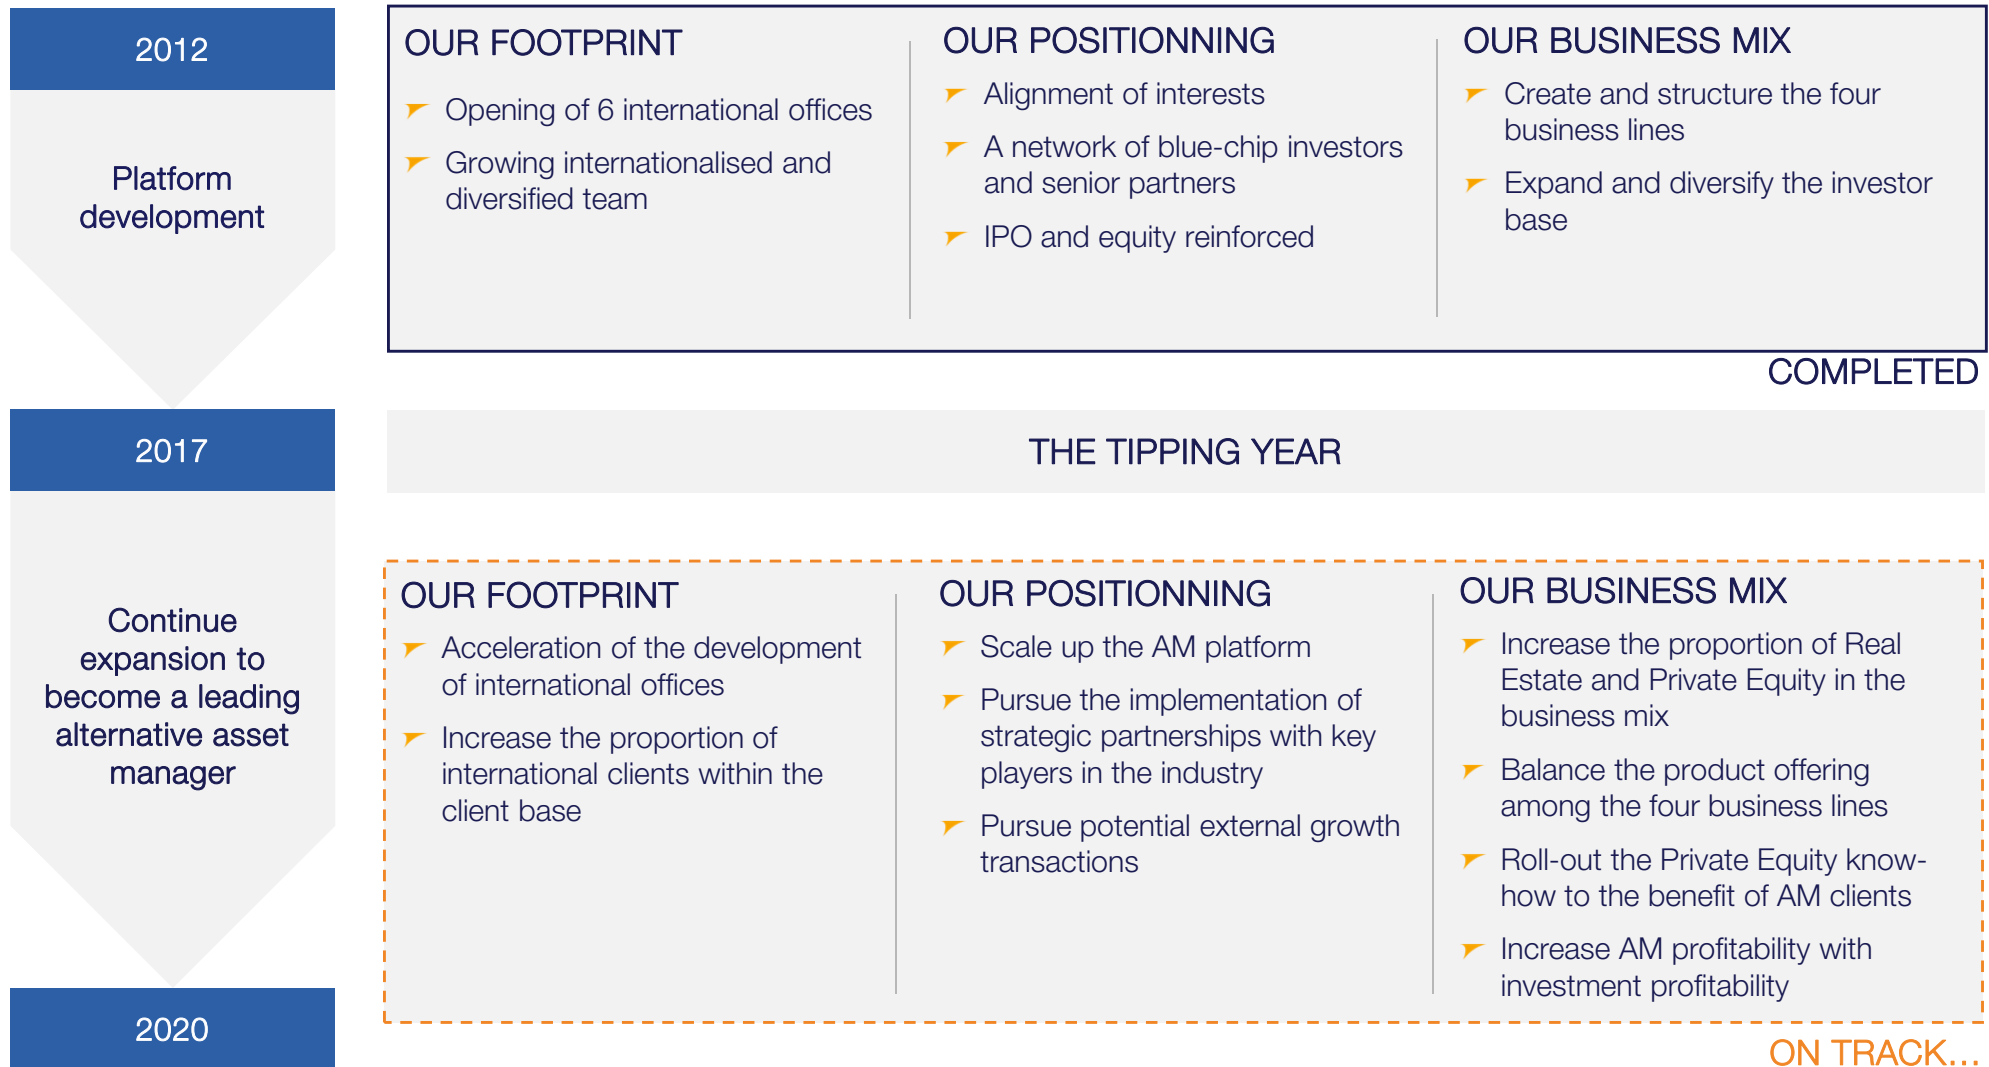 2012
Platform
development
OUR FOOTPRINT
Opening of 6 international offices
Growing internationalised and
diversified team
OUR POSITIONNING
Alignment of interests
A network of blue-chip investors
and senior partners
IPO and equity reinforced
OUR BUSINESS MIX
Create and structure the four
business lines
Expand and diversify the investor
base
COMPLETED
2017
THE TIPPING YEAR
Continue
expansion to
become a leading
alternative asset
manager
OUR FOOTPRINT
Acceleration of the development
of international offices
Increase the proportion of
international clients within the
client base
OUR POSITIONNING
Scale up the AM platform
Pursue the implementation of
strategic partnerships with key
players in the industry
Pursue potential external growth
transactions
OUR BUSINESS MIX
Increase the proportion of Real
Estate and Private Equity in the
business mix
Balance the product offering
among the four business lines
Roll-out the Private Equity know-
how to the benefit of AM clients
Increase AM profitability with
investment profitability
2020
ON TRACK...